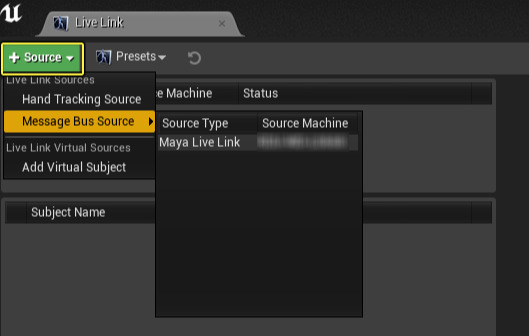 Live Link
Source
Presets
Live Link Sources
Hand Tracking Source
Message Bus Source
Live Link Virtual Sources
Add Virtual Subject
e Machine Status
Source Type Source Machine
Maya Live Link
Subject Name